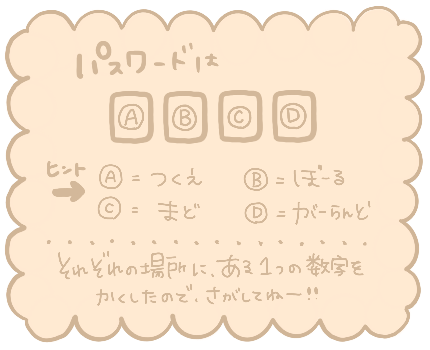 パスワードは
A B C D
ヒント
A = つくえ B = ぼーる
C = まど D = がーらんど
それぞれの場所に、ある1つの数字を
かくしたので、さがしてねー!!